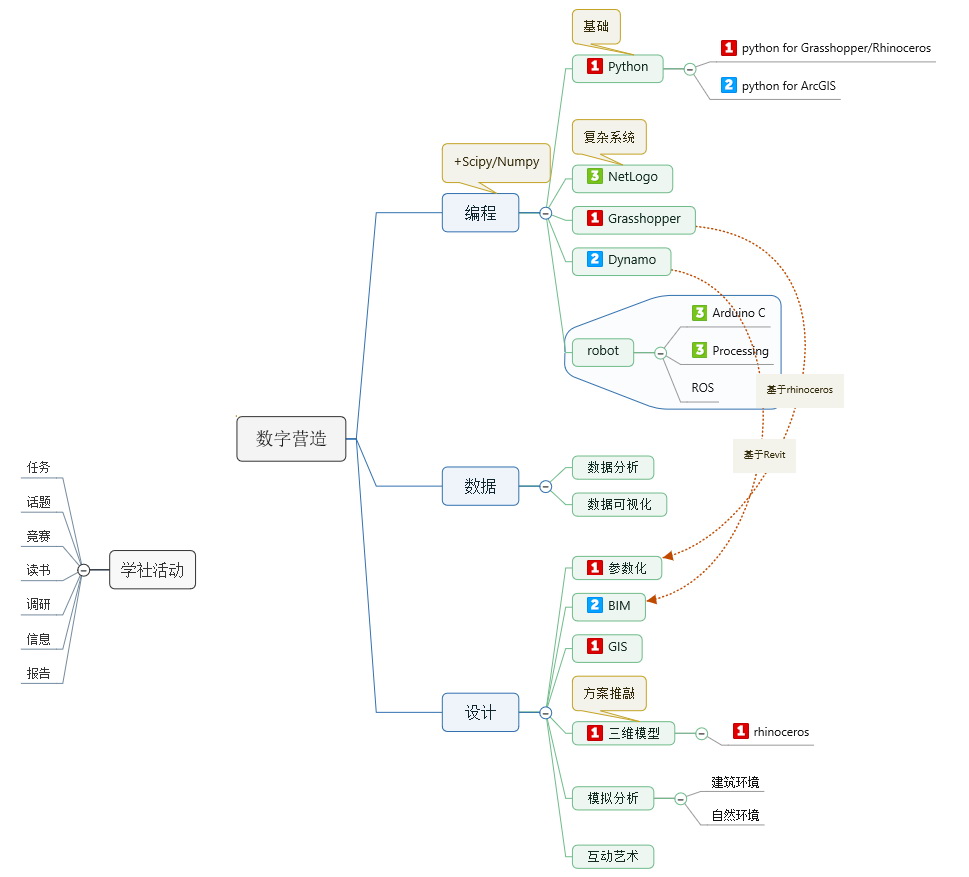 基础
1 Python
1 python for Grasshopper/Rhinoceros
2 python for ArcGIS
复杂系统
3 NetLogo
+Scipy/Numpy
编程
1 Grasshopper
2 Dynamo
robot
3 Arduino C
3 Processing
ROS
基于rhinoceros
基于Revit
数字营造
数据
数据分析
数据可视化
设计
1 参数化
2 BIM
1 GIS
方案推敲
1 三维模型
1 rhinoceros
模拟分析
建筑环境
自然环境
互动艺术
学社活动
任务
话题
竞赛
读书
调研
信息
报告